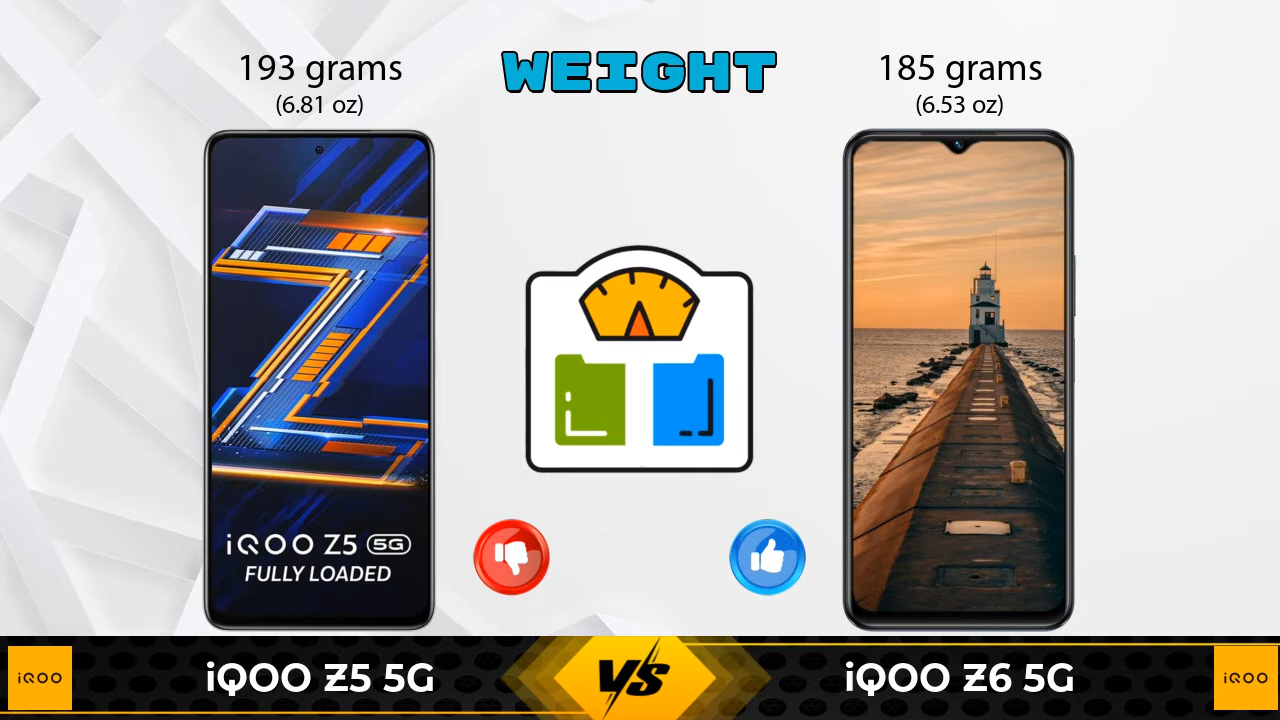 WEIGHT
193 grams
(6.81 oz)
185 grams
(6.53 oz)
iQOO Z5 5G
FULLY LOADED
iQOO
iQOO Z5 5G
VS
iQOO Z6 5G
iQOO